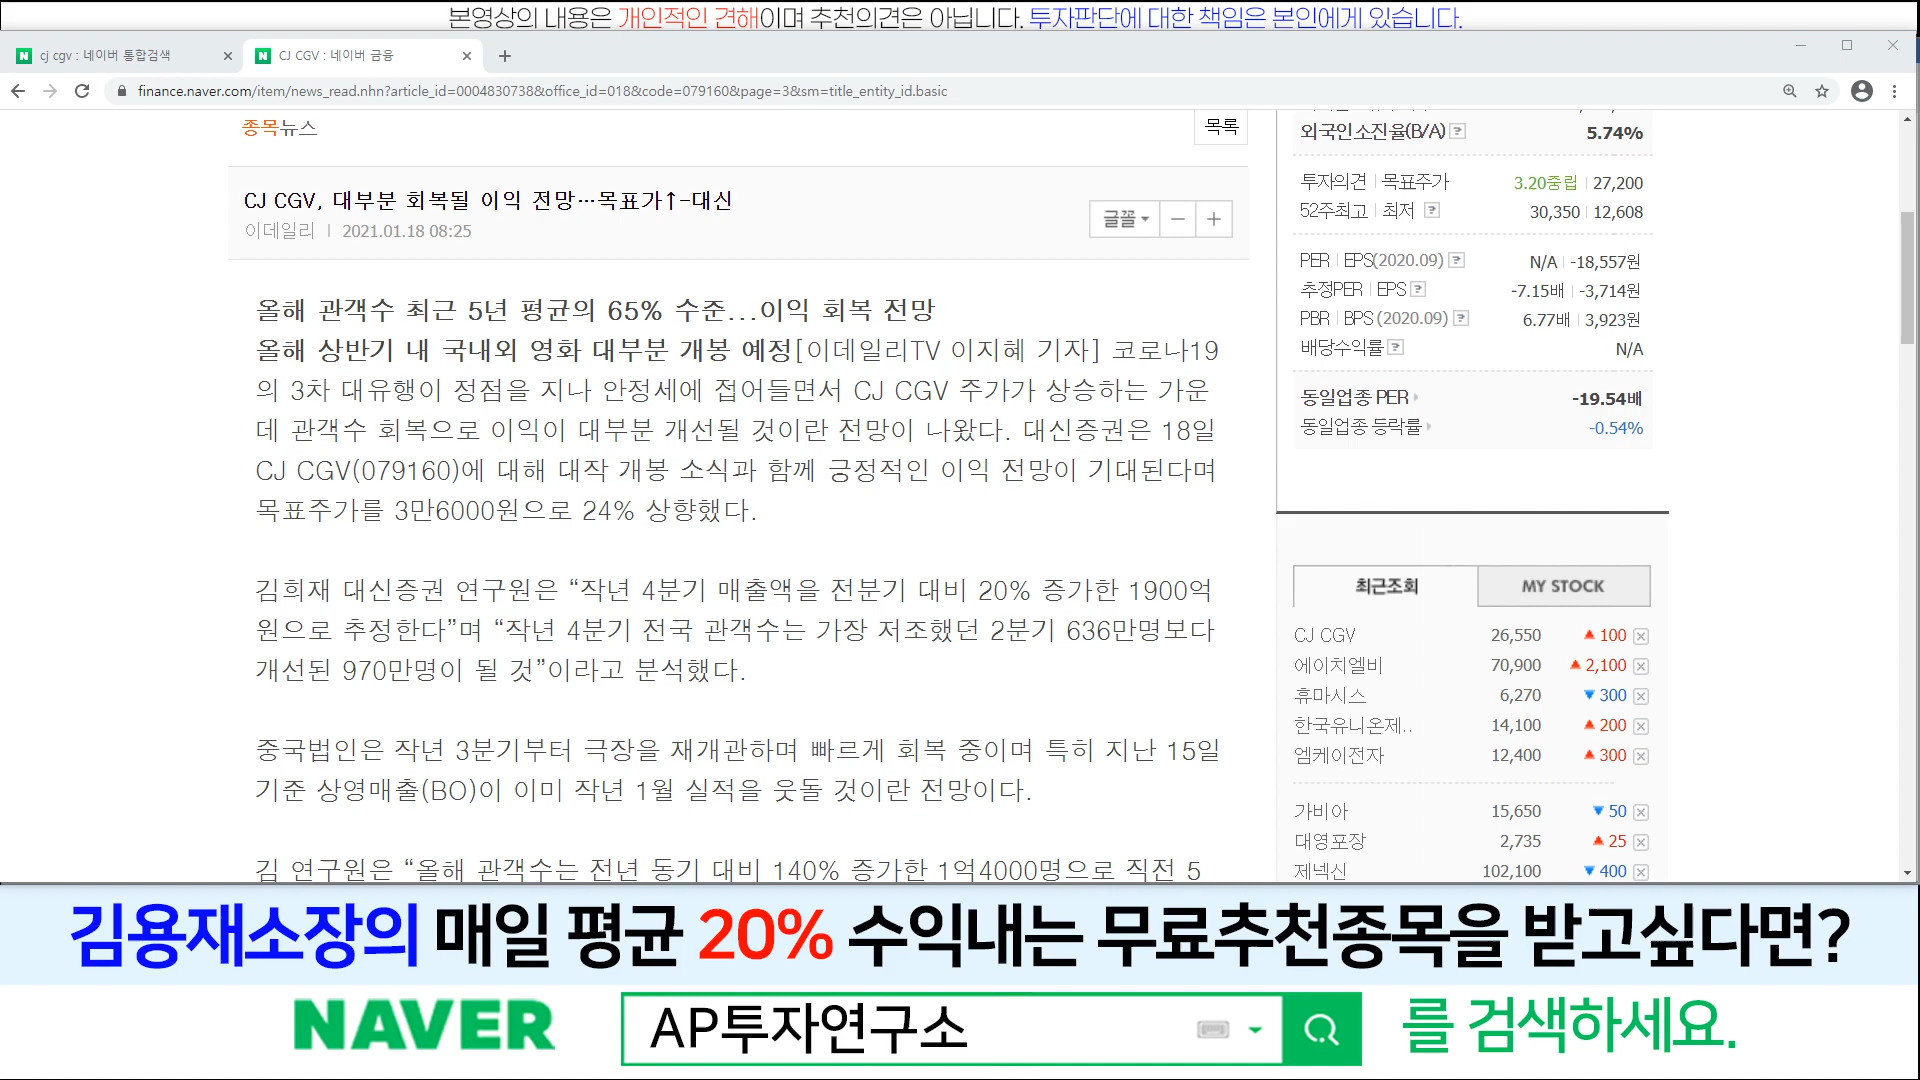 본영상의 내용은 개인적인 견해이며 추천의견은 아닙니다. 투자판단에 대한 책임은 본인에게 있습니다.
cj cgv : 네이버 통합검색
CJ CGV : 네이버 금융
finance.naver.com/item/news_read.nhn?article_id=0004830738&office_id=018&code=079160&page=3&sm=title_entity_id.basic
종목뉴스
목록
CJ CGV, 대부분 회복될 이익 전망…목표가↑-대신
이데일리 | 2021.01.18 08:25
글꼴 − +
올해 관객수 최근 5년 평균의 65% 수준...이익 회복 전망
올해 상반기 내 국내외 영화 대부분 개봉 예정[이데일리TV 이지혜 기자] 코로나19
의 3차 대유행이 정점을 지나 안정세에 접어들면서 CJ CGV 주가가 상승하는 가운
데 관객수 회복으로 이익이 대부분 개선될 것이란 전망이 나왔다. 대신증권은 18일
CJ CGV(079160)에 대해 대작 개봉 소식과 함께 긍정적인 이익 전망이 기대된다며
목표주가를 3만6000원으로 24% 상향했다.
김희재 대신증권 연구원은 “작년 4분기 매출액을 전분기 대비 20% 증가한 1900억
원으로 추정한다”며 “작년 4분기 전국 관객수는 가장 저조했던 2분기 636만명보다
개선된 970만명이 될 것”이라고 분석했다.
중국법인은 작년 3분기부터 극장을 재개관하며 빠르게 회복 중이며 특히 지난 15일
기준 상영매출(BO)이 이미 작년 1월 실적을 웃돌 것이란 전망이다.
김 연구원은 “올해 관객수는 전년 동기 대비 140% 증가한 1억4000명으로 직전 5
외국인소진율(B/A) ? 5.74%
투자의견 | 목표주가 3.20중립 | 27,200
52주최고 | 최저 ? 30,350 | 12,608
PER | EPS(2020.09) ? N/A | -18,557원
추정PER | EPS ? -7.15배 | -3,714원
PBR | BPS (2020.09) ? 6.77배 | 3,923원
배당수익률 ? N/A
동일업종 PER -19.54배
동일업종 등락률 -0.54%
최근조회 MY STOCK
CJ CGV 26,550 ▲ 100
에이치엘비 70,900 ▲ 2,100
휴마시스 6,270 ▼ 300
한국유니온제.. 14,100 ▲ 200
엠케이전자 12,400 ▲ 300
가비아 15,650 ▼ 50
대영포장 2,735 ▲ 25
제넥신 102,100 ▼ 400
김용재소장의 매일 평균 20% 수익내는 무료추천종목을 받고싶다면?
NAVER AP투자연구소 를 검색하세요.